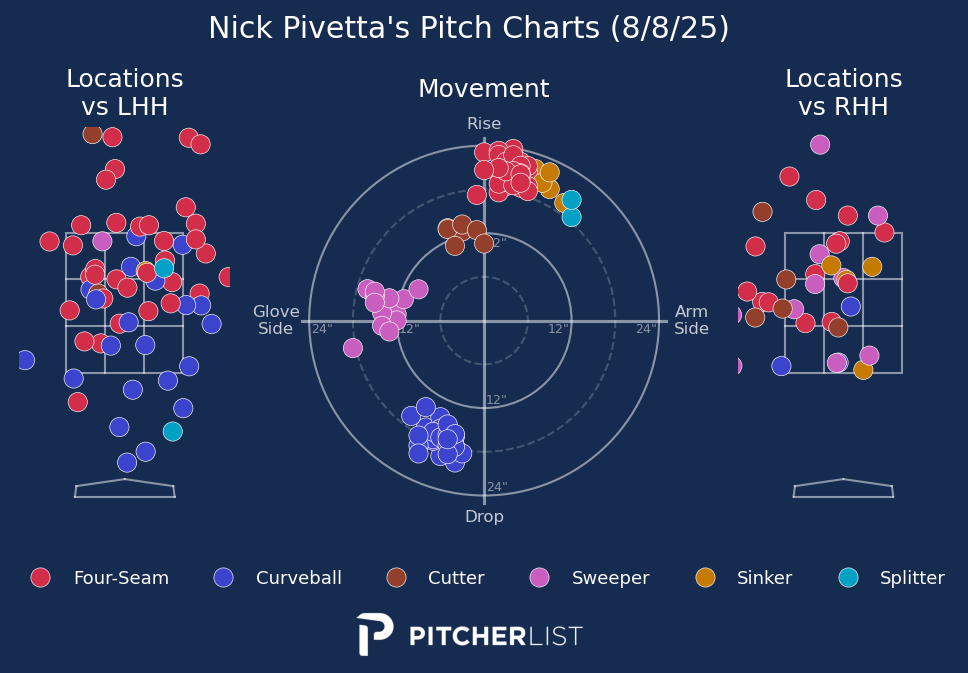 Nick Pivetta's Pitch Charts (8/8/25)
Locations
vs LHH
Movement
Locations
vs RHH
Rise
Glove
Side
24"
12"
12"
24"
Arm
Side
12"
24"
Drop
Four-Seam
Curveball
Cutter
Sweeper
Sinker
Splitter
PITCHERLIST